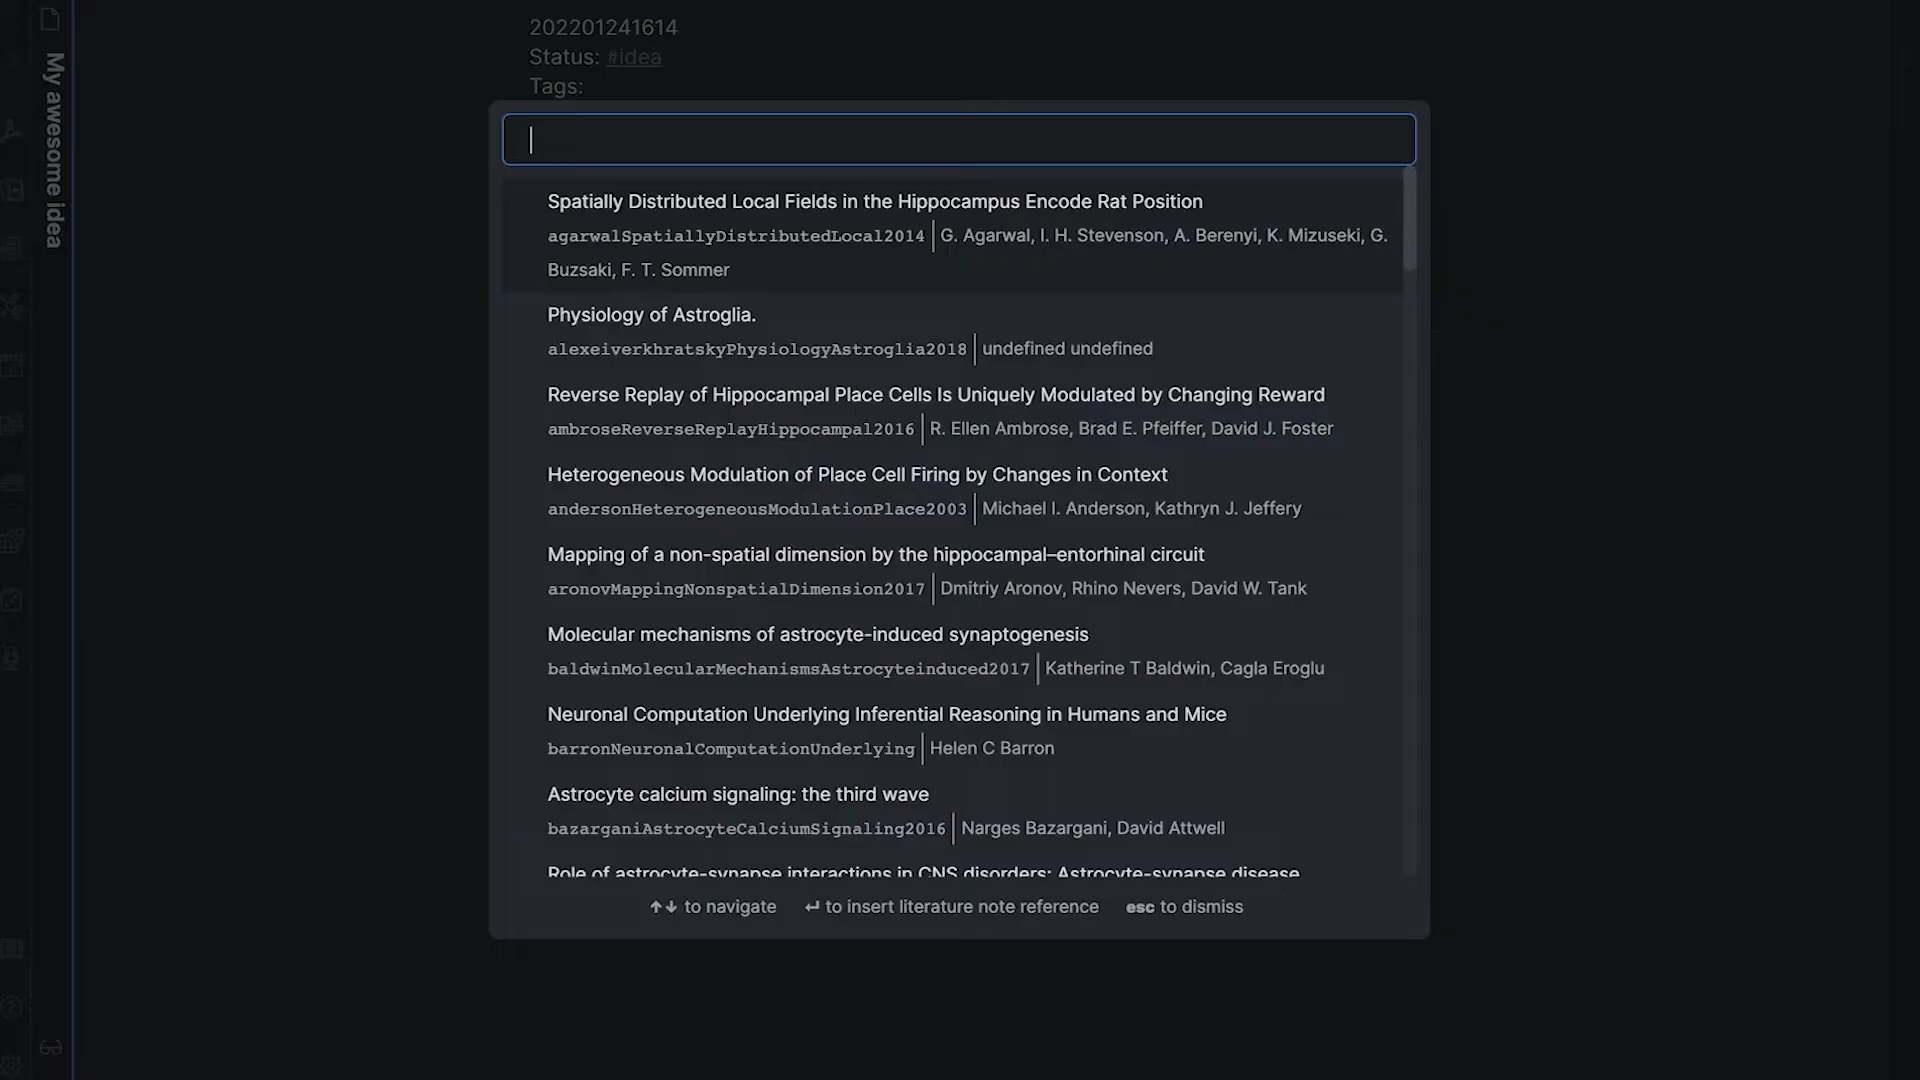 My awesome idea
202201241614
Status: #idea
Tags:
Spatially Distributed Local Fields in the Hippocampus Encode Rat Position
agarwalSpatiallyDistributedLocal2014 | G. Agarwal, I. H. Stevenson, A. Berenyi, K. Mizuseki, G.
Buzsaki, F. T. Sommer
Physiology of Astroglia.
alexeiverkhratskyPhysiologyAstroglia2018 | undefined undefined
Reverse Replay of Hippocampal Place Cells Is Uniquely Modulated by Changing Reward
ambroseReverseReplayHippocampal2016 | R. Ellen Ambrose, Brad E. Pfeiffer, David J. Foster
Heterogeneous Modulation of Place Cell Firing by Changes in Context
andersonHeterogeneousModulationPlace2003 | Michael I. Anderson, Kathryn J. Jeffery
Mapping of a non-spatial dimension by the hippocampal–entorhinal circuit
aronovMappingNonspatialDimension2017 | Dmitriy Aronov, Rhino Nevers, David W. Tank
Molecular mechanisms of astrocyte-induced synaptogenesis
baldwinMolecularMechanismsAstrocyteinduced2017 | Katherine T Baldwin, Cagla Eroglu
Neuronal Computation Underlying Inferential Reasoning in Humans and Mice
barronNeuronalComputationUnderlying | Helen C Barron
Astrocyte calcium signaling: the third wave
bazarganiAstrocyteCalciumSignaling2016 | Narges Bazargani, David Attwell
Role of astrocyte-synapse interactions in CNS disorders: Astrocyte-synapse disease
↑↓ to navigate ↵ to insert literature note reference esc to dismiss